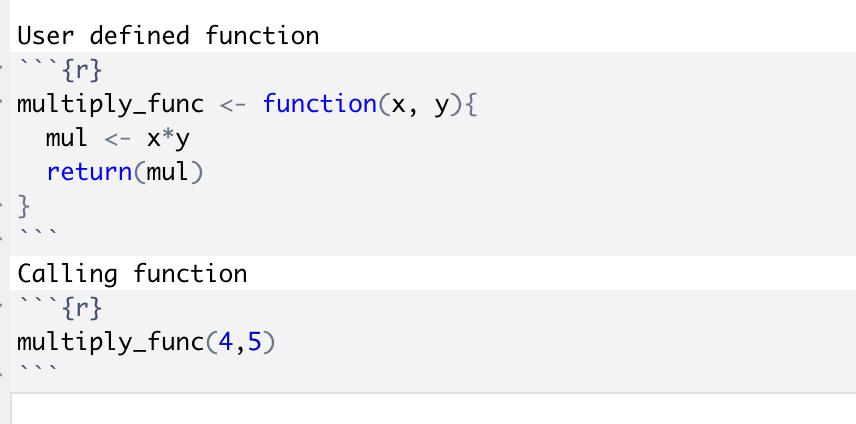 User defined function
```{r}
multiply_func <- function(x, y){
  mul <- x*y
  return(mul)
}
```
Calling function
```{r}
multiply_func(4,5)
```